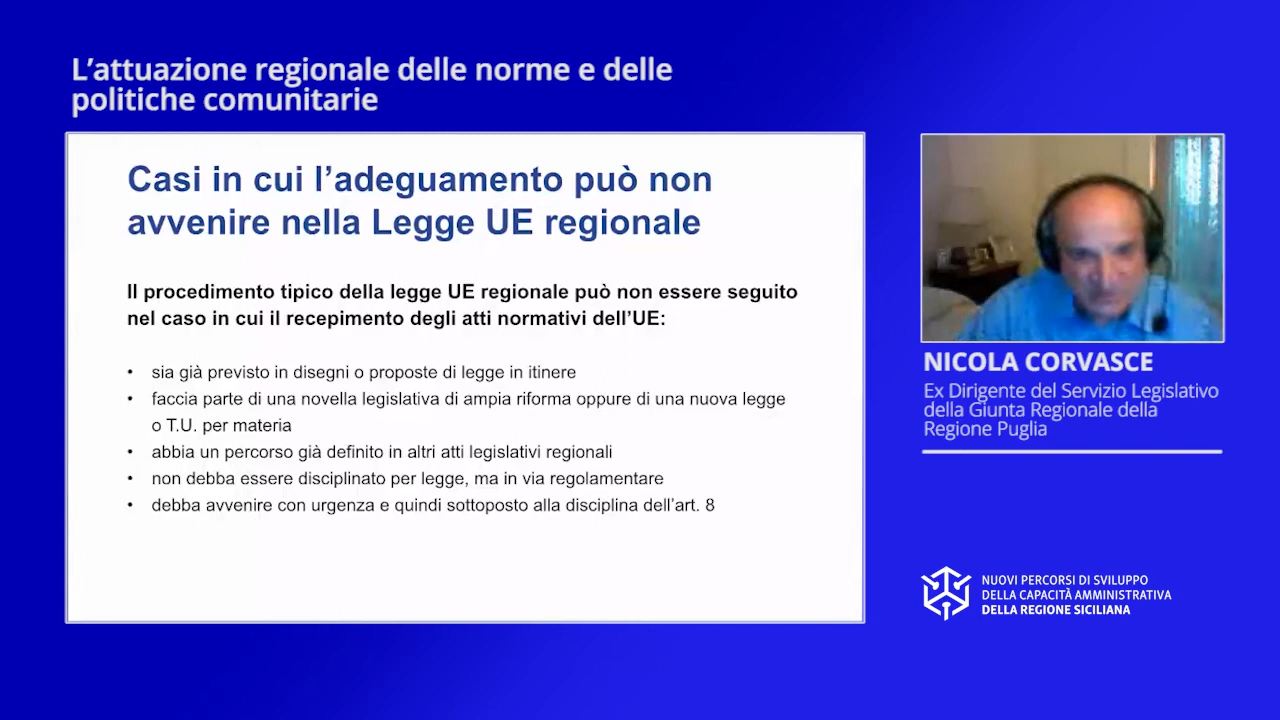 L'attuazione regionale delle norme e delle
politiche comunitarie
Casi in cui l'adeguamento può non
avvenire nella Legge UE regionale
Il procedimento tipico della legge UE regionale può non essere seguito
nel caso in cui il recepimento degli atti normativi dell'UE:
• sia già previsto in disegni o proposte di legge in itinere
• faccia parte di una novella legislativa di ampia riforma oppure di una nuova legge
o T.U. per materia
• abbia un percorso già definito in altri atti legislativi regionali
• non debba essere disciplinato per legge, ma in via regolamentare
• debba avvenire con urgenza e quindi sottoposto alla disciplina dell'art. 8
NICOLA CORVASCE
Ex Dirigente del Servizio Legislativo
della Giunta Regionale della
Regione Puglia
NUOVI PERCORSI DI SVILUPPO
DELLA CAPACITÀ AMMINISTRATIVA
DELLA REGIONE SICILIANA